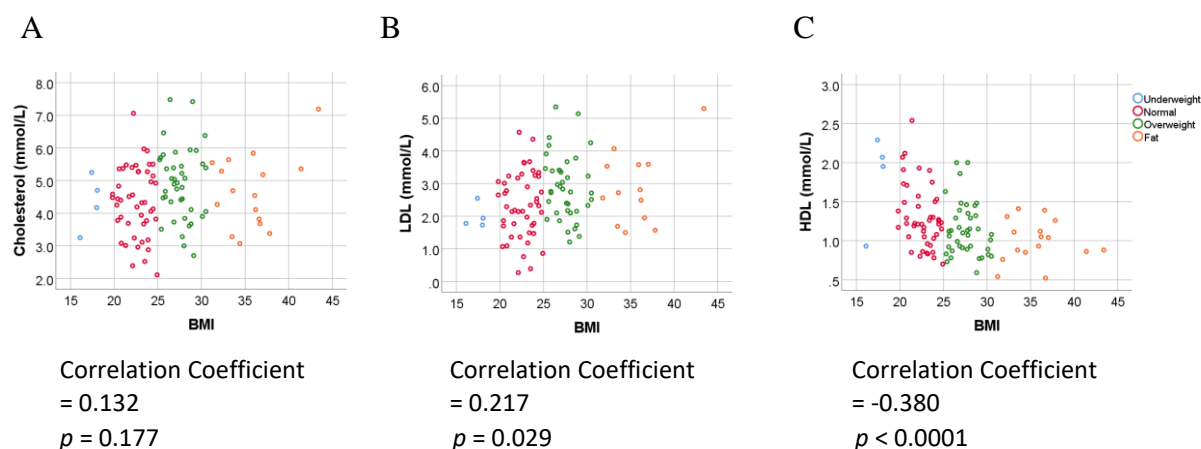 A
B
C
Cholesterol (mmol/L)
8.0
7.0
6.0
5.0
4.0
3.0
2.0
15 20 25 30 35 40 45
BMI
LDL (mmol/L)
6.0
5.0
4.0
3.0
2.0
1.0
.0
15 20 25 30 35 40 45
BMI
HDL (mmol/L)
3.0
2.5
2.0
1.5
1.0
.5
15 20 25 30 35 40 45
BMI
Underweight
Normal
Overweight
Fat
Correlation Coefficient
= 0.132
p = 0.177
Correlation Coefficient
= 0.217
p = 0.029
Correlation Coefficient
= -0.380
p < 0.0001